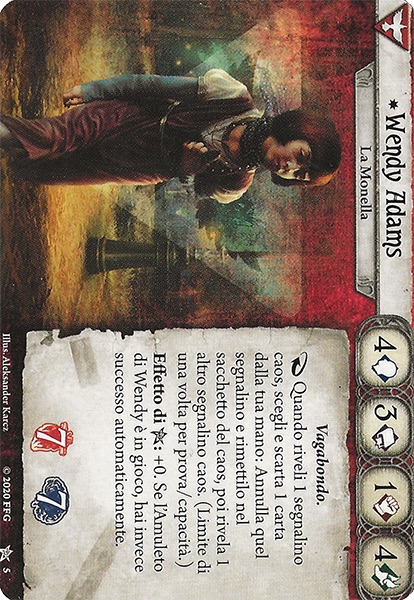 Wendy Adams
La Monella
4 3 1 4
Vagabondo.
Quando riveli 1 segnalino
caos, scegli e scarta 1 carta
dalla tua mano: Annulla quel
segnalino e rimettilo nel
sacchetto del caos, poi rivela 1
altro segnalino caos. (Limite di
una volta per prova/capacità.)
Effetto di : +0. Se l'Amuleto
di Wendy è in gioco, hai invece
successo automaticamente.
7 7
Illus. Aleksander Karcz © 2020 FFG 5